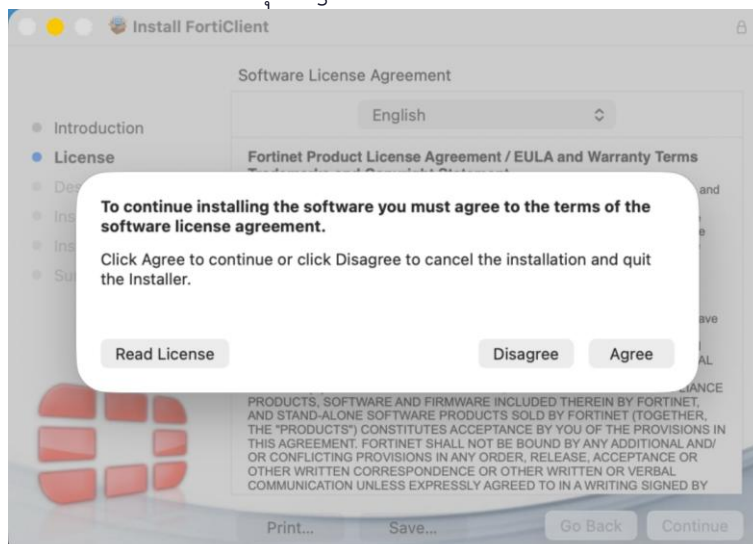 Install FortiClient
Software License Agreement
English
Introduction
License
Fortinet Product License Agreement / EULA and Warranty Terms
and
To continue installing the software you must agree to the terms of the
software license agreement.
Click Agree to continue or click Disagree to cancel the installation and quit
the Installer.
Read License
Disagree
Agree
PRODUCTS, SOFTWARE AND FIRMWARE INCLUDED THEREIN BY FORTINET,
AND STAND-ALONE SOFTWARE PRODUCTS SOLD BY FORTINET (TOGETHER,
THE "PRODUCTS") CONSTITUTES ACCEPTANCE BY YOU OF THE PROVISIONS IN
THIS AGREEMENT. FORTINET SHALL NOT BE BOUND BY ANY ADDITIONAL AND/
OR CONFLICTING PROVISIONS IN ANY ORDER, RELEASE, ACCEPTANCE OR
OTHER WRITTEN CORRESPONDENCE OR OTHER WRITTEN OR VERBAL
COMMUNICATION UNLESS EXPRESSLY AGREED TO IN A WRITING SIGNED BY
Print...
Save...
Go Back
Continue